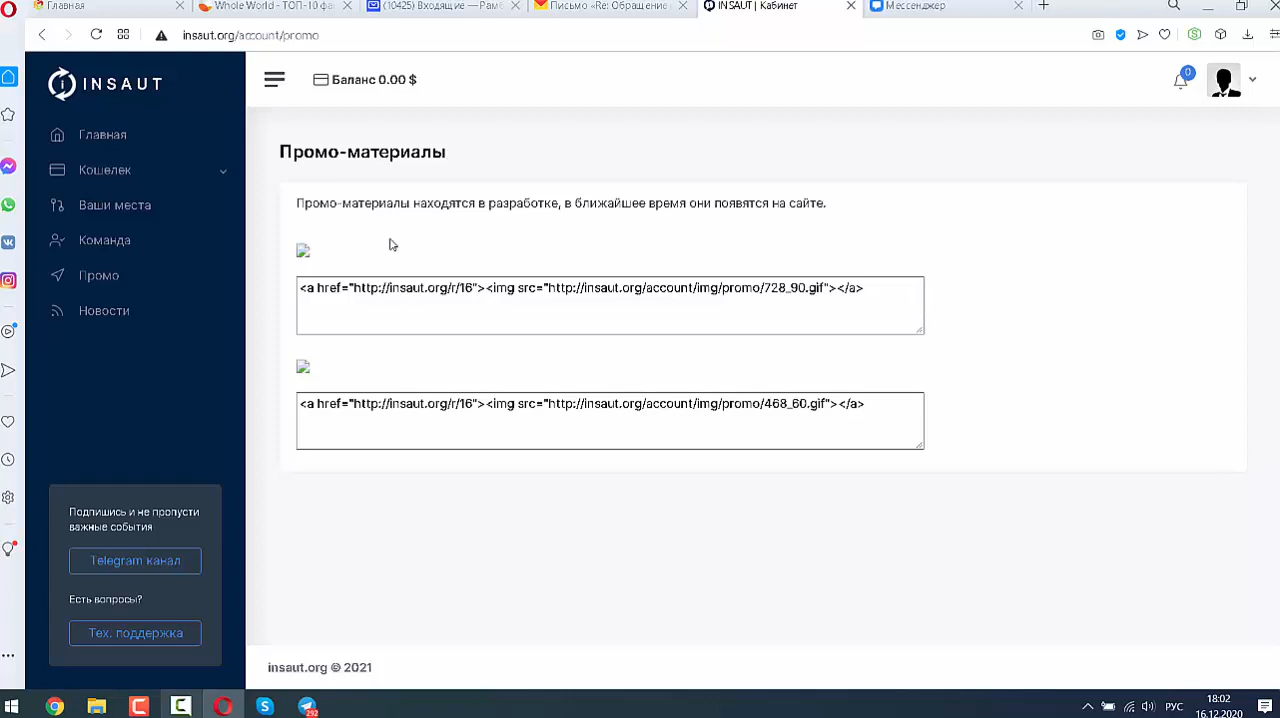 Главная
Whole World - ТОП-10 фа
(10425) Входящие — Рамб
Письмо «Re: Обращение
INSAUT | Кабинет
Мессенджер
insaut.org/account/promo
INSAUT
Баланс 0.00 $
0
Главная
Кошелек
Ваши места
Команда
Промо
Новости
Промо-материалы
Промо-материалы находятся в разработке, в ближайшее время они появятся на сайте.
<a href="http://insaut.org/r/16"><img src="http://insaut.org/account/img/promo/728_90.gif"></a>
<a href="http://insaut.org/r/16"><img src="http://insaut.org/account/img/promo/468_60.gif"></a>
Подпишись и не пропусти
важные события
Telegram канал
Есть вопросы?
Тех. поддержка
insaut.org © 2021
292
РУС
18:02
16.12.2020